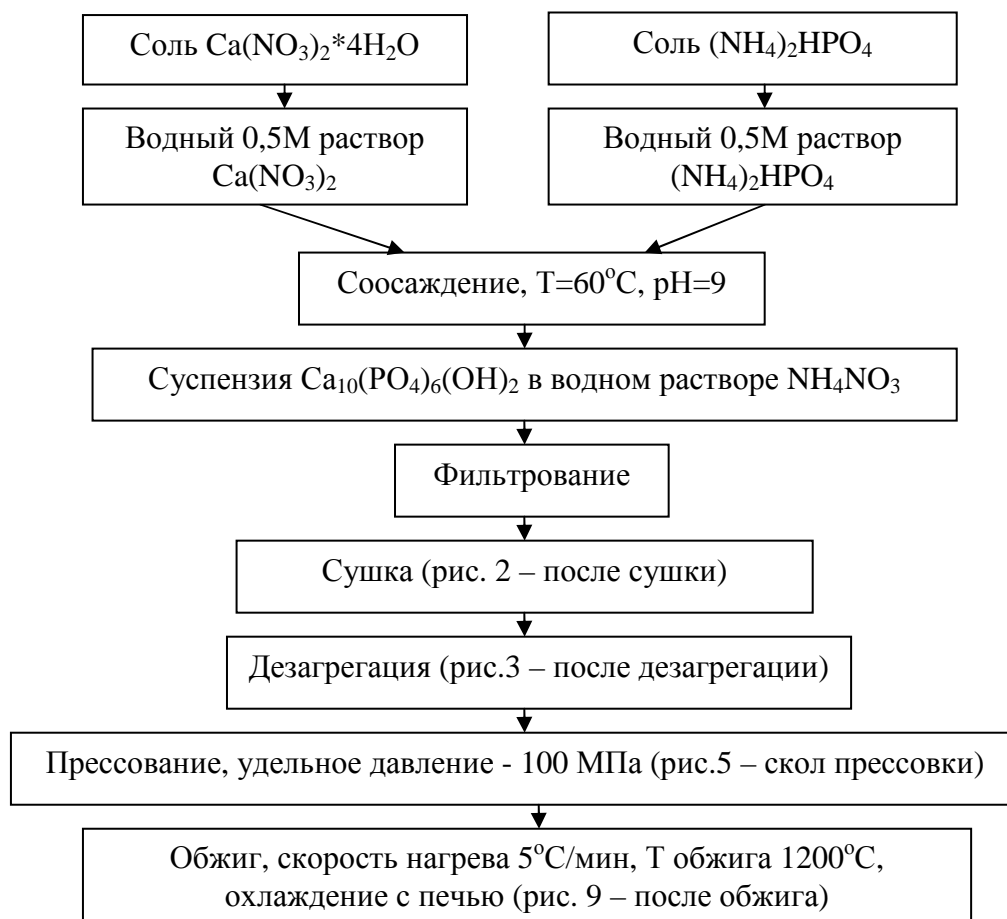 Соль Ca(NO₃)₂*4H₂O
Соль (NH₄)₂HPO₄
Водный 0,5М раствор
Ca(NO₃)₂
Водный 0,5М раствор
(NH₄)₂HPO₄
Соосаждение, T=60°C, pH=9
Суспензия Ca₁₀(PO₄)₆(OH)₂ в водном растворе NH₄NO₃
Фильтрование
Сушка (рис. 2 – после сушки)
Дезагрегация (рис.3 – после дезагрегации)
Прессование, удельное давление - 100 МПа (рис.5 – скол прессовки)
Обжиг, скорость нагрева 5°C/мин, Т обжига 1200°C,
охлаждение с печью (рис. 9 – после обжига)